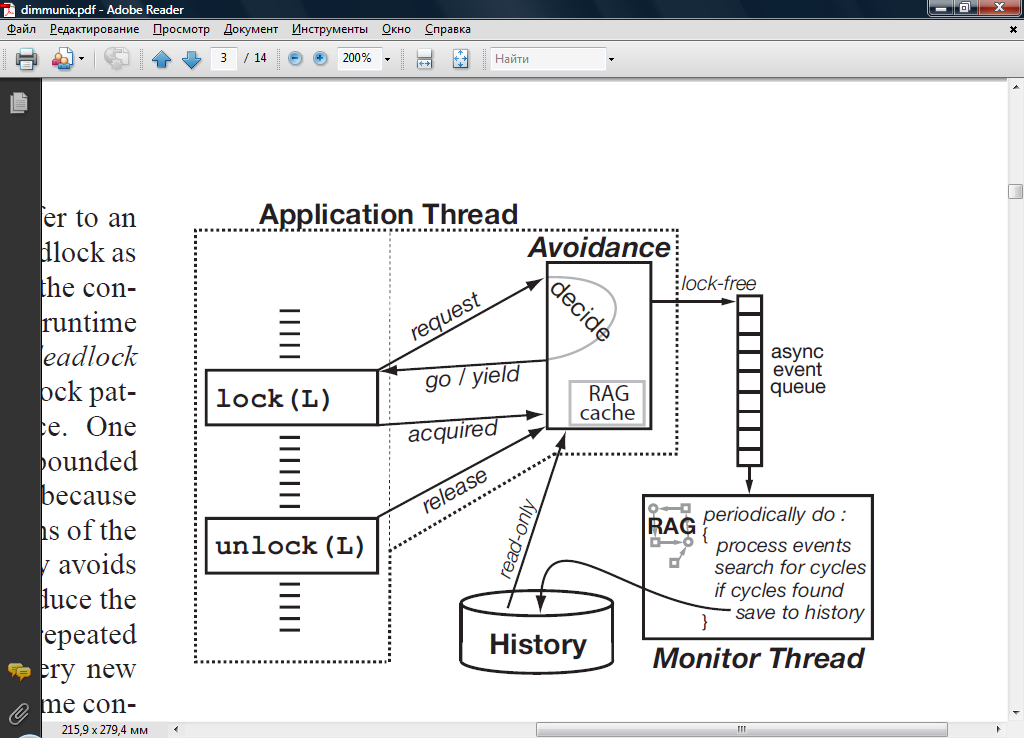 dimmunix.pdf - Adobe Reader
Файл Редактирование Просмотр Документ Инструменты Окно Справка
3 / 14 200% Найти
fer to an
dlock as
the con-
runtime
leadlock
ock pat-
ce. One
bounded
because
ns of the
y avoids
duce the
repeated
ery new
me con-
Application Thread
Avoidance
request
decide
lock-free
go / yield
lock(L)
RAG
cache
acquired
async
event
queue
release
unlock(L)
read-only
History
RAG periodically do :
{
process events
search for cycles
if cycles found
save to history
}
Monitor Thread
215,9 x 279,4 мм